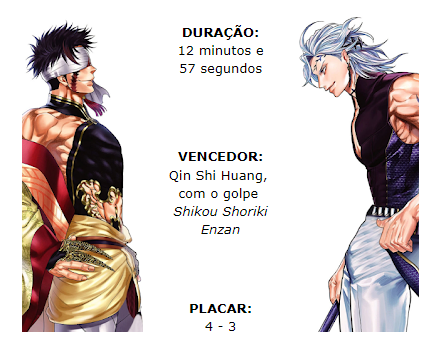 DURAÇÃO:
12 minutos e
57 segundos
VENCEDOR:
Qin Shi Huang,
com o golpe
Shikou Shoriki
Enzan
PLACAR:
4 - 3